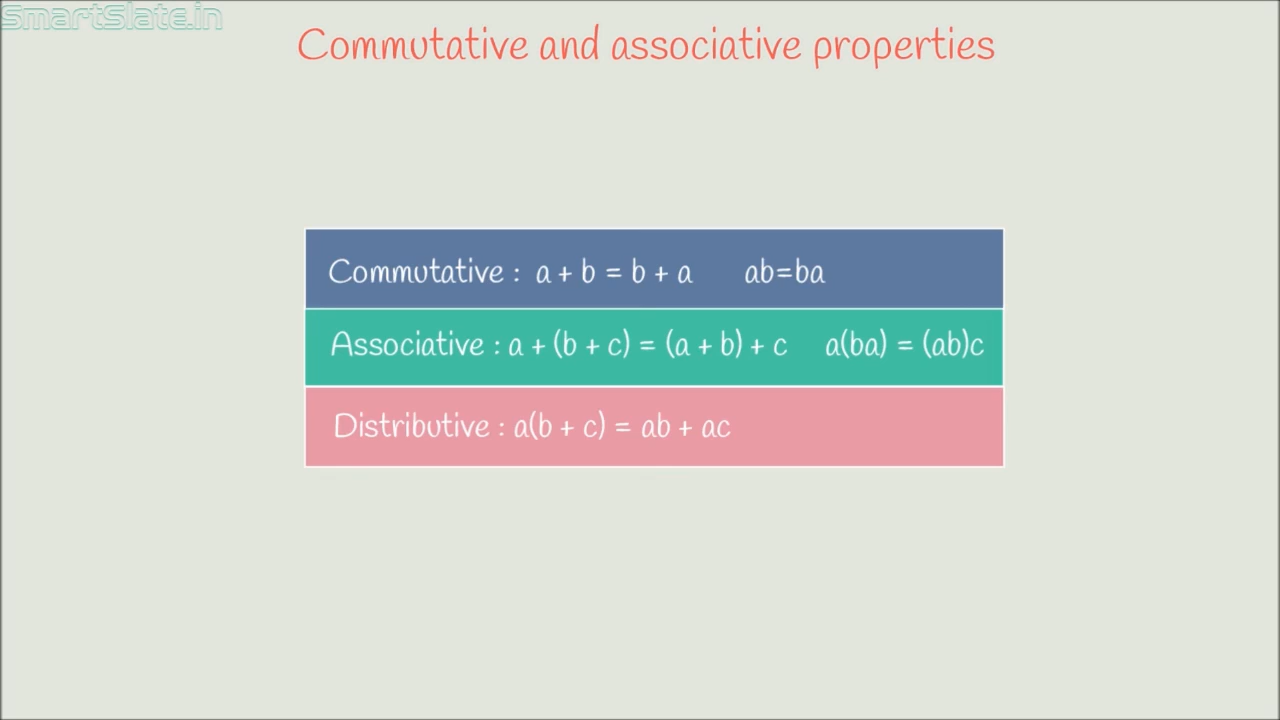 SmartSlate.in
Commutative and associative properties
Commutative : a + b = b + a ab=ba
Associative : a + (b + c) = (a + b) + c a(ba) = (ab)c
Distributive : a(b + c) = ab + ac